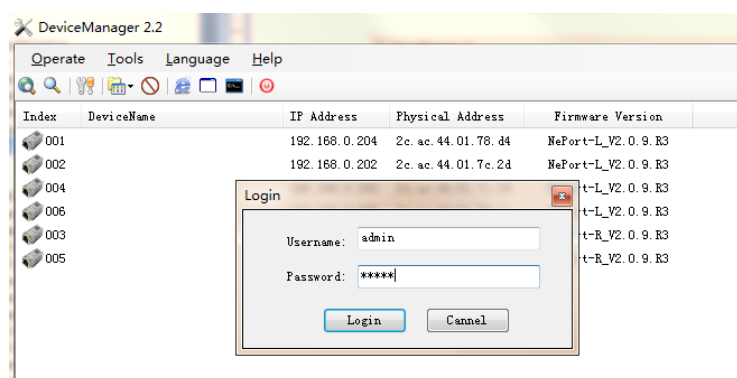 DeviceManager 2.2
Operate Tools Language Help
Index DeviceName IP Address Physical Address Firmware Version
001 192.168.0.204 2c.ac.44.01.78.d4 NePort-L_V2.0.9.R3
002 192.168.0.202 2c.ac.44.01.7c.2d NePort-L_V2.0.9.R3
004 t-L_V2.0.9.R3
006 t-L_V2.0.9.R3
003 t-R_V2.0.9.R3
005 t-R_V2.0.9.R3
Login
Username: admin
Password: *****
Login Cannel